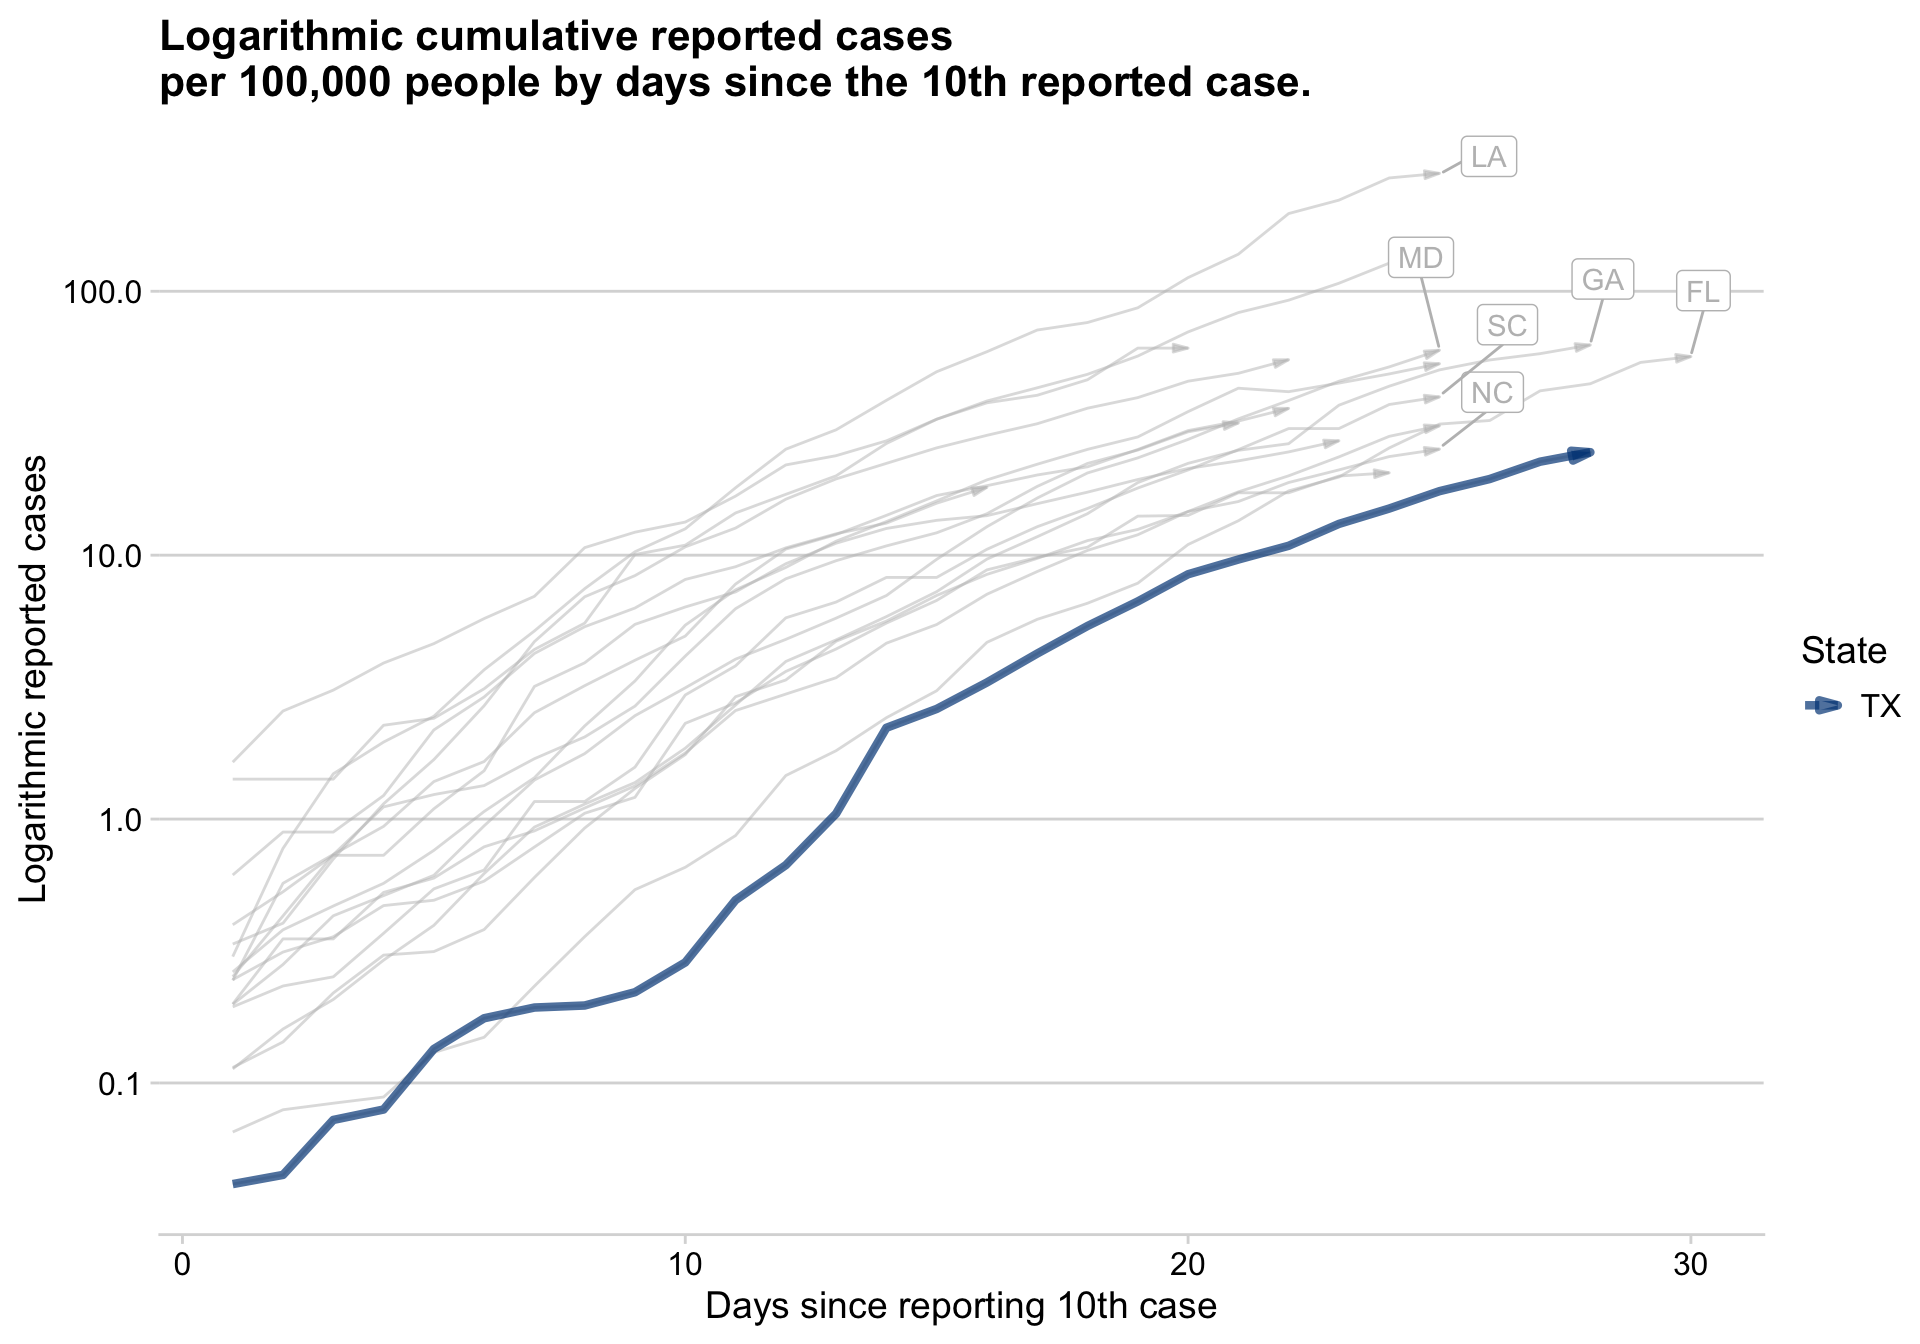 Logarithmic cumulative reported cases
per 100,000 people by days since the 10th reported case.
LA
MD
GA
FL
SC
NC
100.0
10.0
1.0
0.1
Logarithmic reported cases
State
TX
0
10
20
30
Days since reporting 10th case